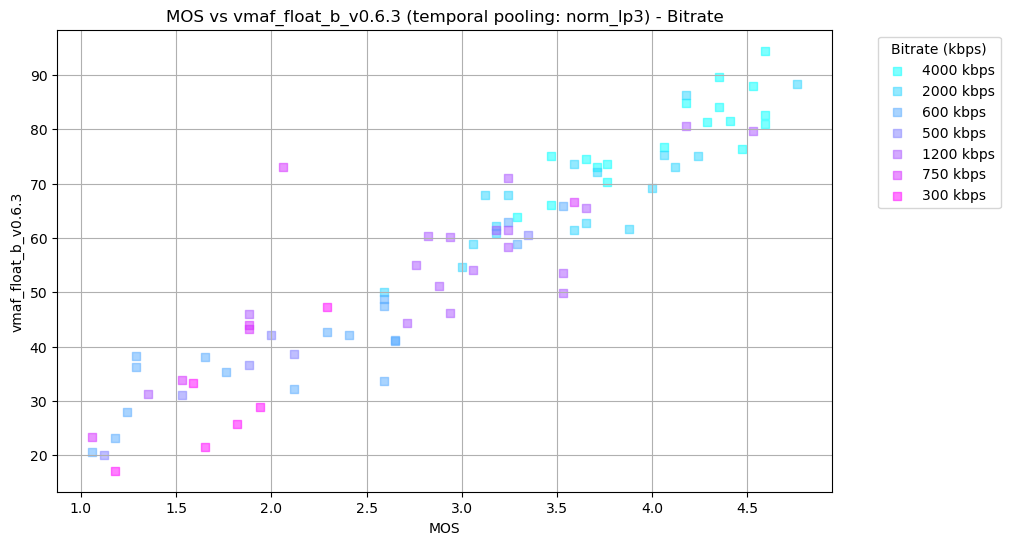 MOS vs vmaf_float_b_v0.6.3 (temporal pooling: norm_lp3) - Bitrate
vmaf_float_b_v0.6.3
90
80
70
60
50
40
30
20
1.0 1.5 2.0 2.5 3.0 3.5 4.0 4.5
MOS
Bitrate (kbps)
4000 kbps
2000 kbps
600 kbps
500 kbps
1200 kbps
750 kbps
300 kbps